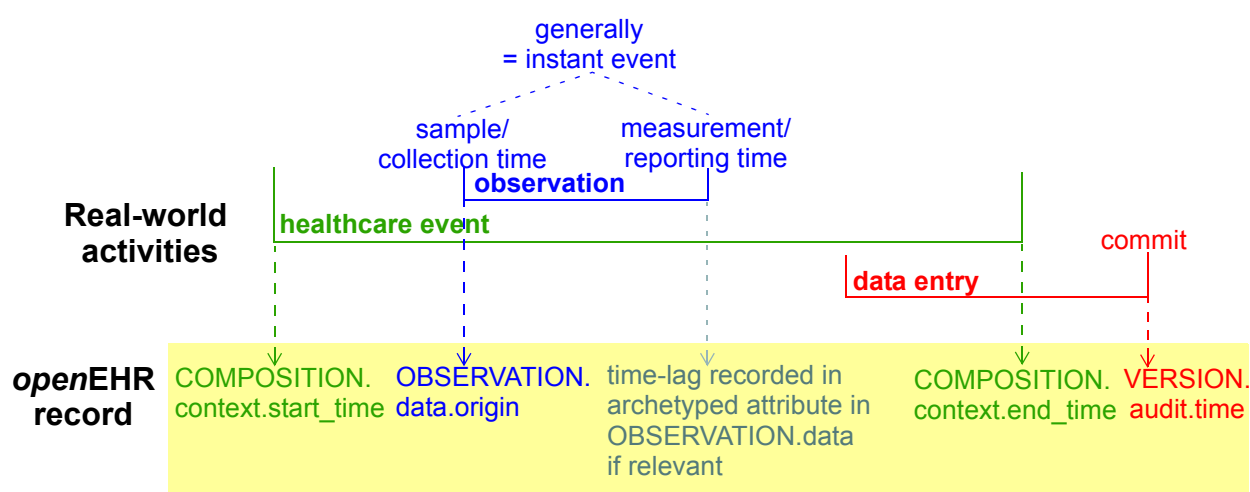 generally
= instant event
sample/
collection time
measurement/
reporting time
observation
Real-world
activities
healthcare event
commit
data entry
openEHR
record
COMPOSITION.
context.start_time
OBSERVATION.
data.origin
time-lag recorded in
archetyped attribute in
OBSERVATION.data
if relevant
COMPOSITION.
context.end_time
VERSION.
audit.time